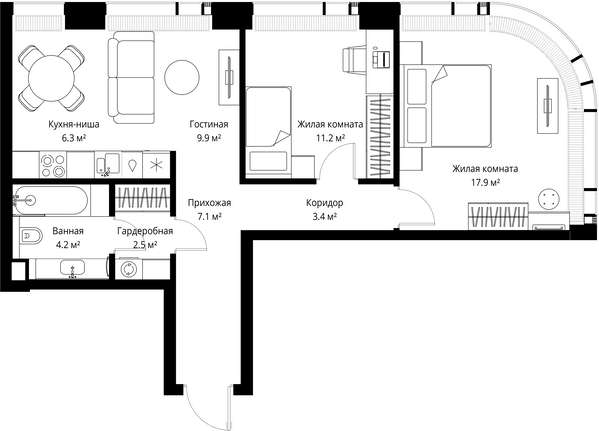 Кухня-ниша
6.3 м²
Гостиная
9.9 м²
Жилая комната
11.2 м²
Жилая комната
17.9 м²
Ванная
4.2 м²
Гардеробная
2.5 м²
Прихожая
7.1 м²
Коридор
3.4 м²